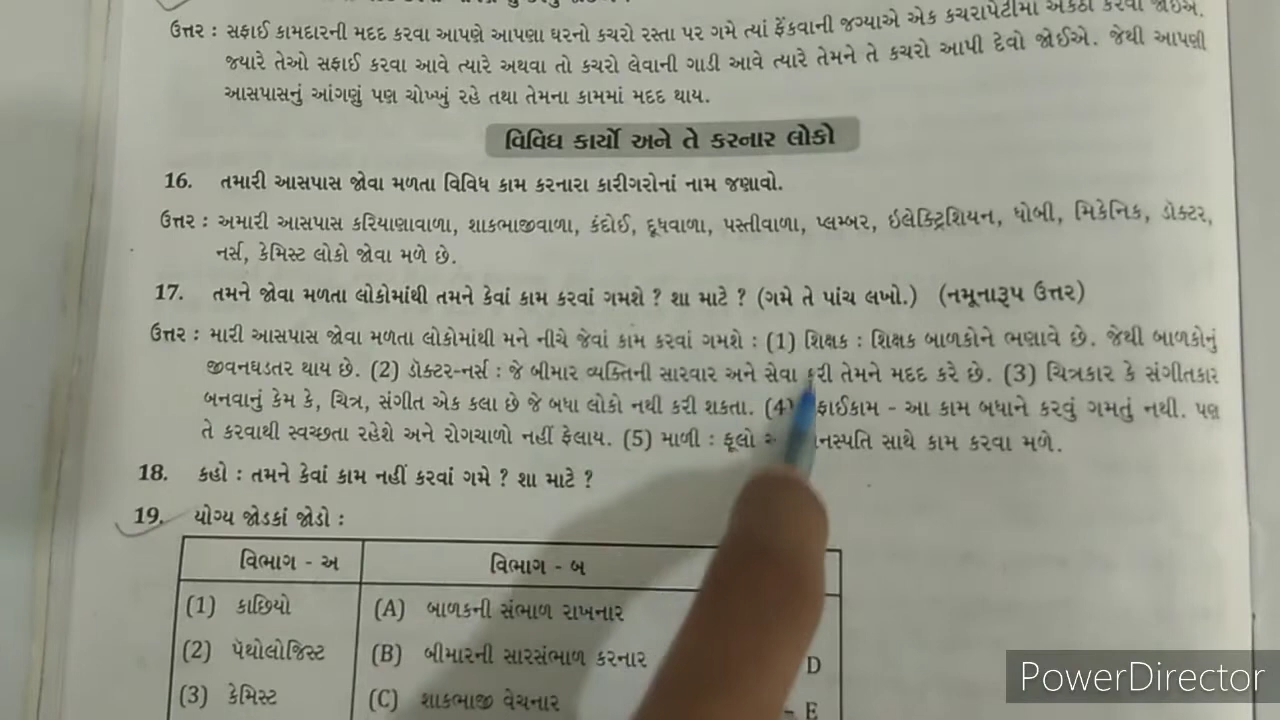 ઉત્તર : સફાઈ કામદારની મદદ કરવા આપણે આપણા ઘરનો કચરો રસ્તા પર ગમે ત્યાં ફેંકવાની જગ્યાએ એક કચરાપેટીમાં એકઠો કરવો જોઈએ.
જ્યારે તેઓ સફાઈ કરવા આવે ત્યારે અથવા તો કચરો લેવાની ગાડી આવે ત્યારે તેમને તે કચરો આપી દેવો જોઈએ. જેથી આપણી
આસપાસનું આંગણું પણ ચોખ્ખું રહે તથા તેમના કામમાં મદદ થાય.
વિવિધ કાર્યો અને તે કરનાર લોકો
16. તમારી આસપાસ જોવા મળતા વિવિધ કામ કરનારા કારીગરોનાં નામ જણાવો.
ઉત્તર : અમારી આસપાસ કરિયાણાવાળા, શાકભાજીવાળા, કંદોઈ, દૂધવાળા, પસ્તીવાળા, પ્લમ્બર, ઇલેક્ટ્રિશિયન, ધોબી, મિકેનિક, ડૉક્ટર,
નર્સ, કેમિસ્ટ લોકો જોવા મળે છે.
17. તમને જોવા મળતા લોકોમાંથી તમને કેવાં કામ કરવાં ગમશે ? શા માટે ? (ગમે તે પાંચ લખો.) (નમૂનારૂપ ઉત્તર)
ઉત્તર : મારી આસપાસ જોવા મળતા લોકોમાંથી મને નીચે જેવાં કામ કરવાં ગમશે : (1) શિક્ષક : શિક્ષક બાળકોને ભણાવે છે. જેથી બાળકોનું
જીવનઘડતર થાય છે. (2) ડૉક્ટર-નર્સ : જે બીમાર વ્યક્તિની સારવાર અને સેવા કરી તેમને મદદ કરે છે. (3) ચિત્રકાર કે સંગીતકાર
બનવાનું કેમ કે, ચિત્ર, સંગીત એક કલા છે જે બધા લોકો નથી કરી શકતા. (4) - આ કામ બધાને કરવું ગમતું નથી. પણ
તે કરવાથી સ્વચ્છતા રહેશે અને રોગચાળો નહીં ફેલાય. (5) માળી : ફૂલો સાથે કામ કરવા મળે.
18. કહો : તમને કેવાં કામ નહીં કરવાં ગમે ? શા માટે ?
19. યોગ્ય જોડકાં જોડો :
વિભાગ - અ વિભાગ - બ
(1) કાછિયો (A) બાળકની સંભાળ રાખનાર
(2) પૅથોલોજિસ્ટ (B) બીમારની સારસંભાળ કરનાર D
(3) કેમિસ્ટ (C) શાકભાજી વેચનાર – E
PowerDirector